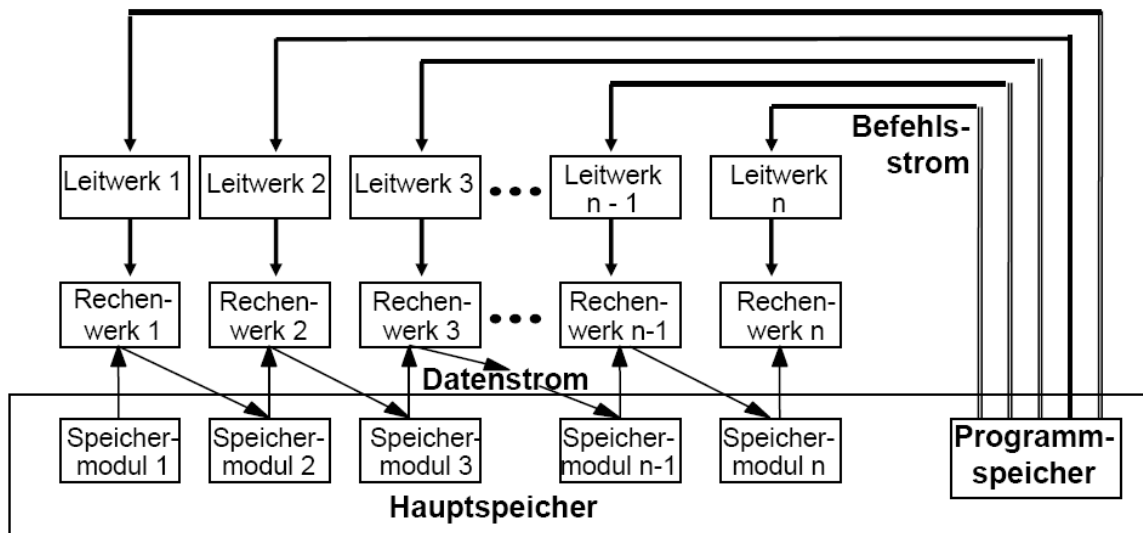 Befehls-
strom
Leitwerk 1
Leitwerk 2
Leitwerk 3
Leitwerk
n - 1
Leitwerk
n
Rechen-
werk 1
Rechen-
werk 2
Rechen-
werk 3
Rechen-
werk n-1
Rechen-
werk n
Datenstrom
Speicher-
modul 1
Speicher-
modul 2
Speicher-
modul 3
Speicher-
modul n-1
Speicher-
modul n
Programm-
speicher
Hauptspeicher